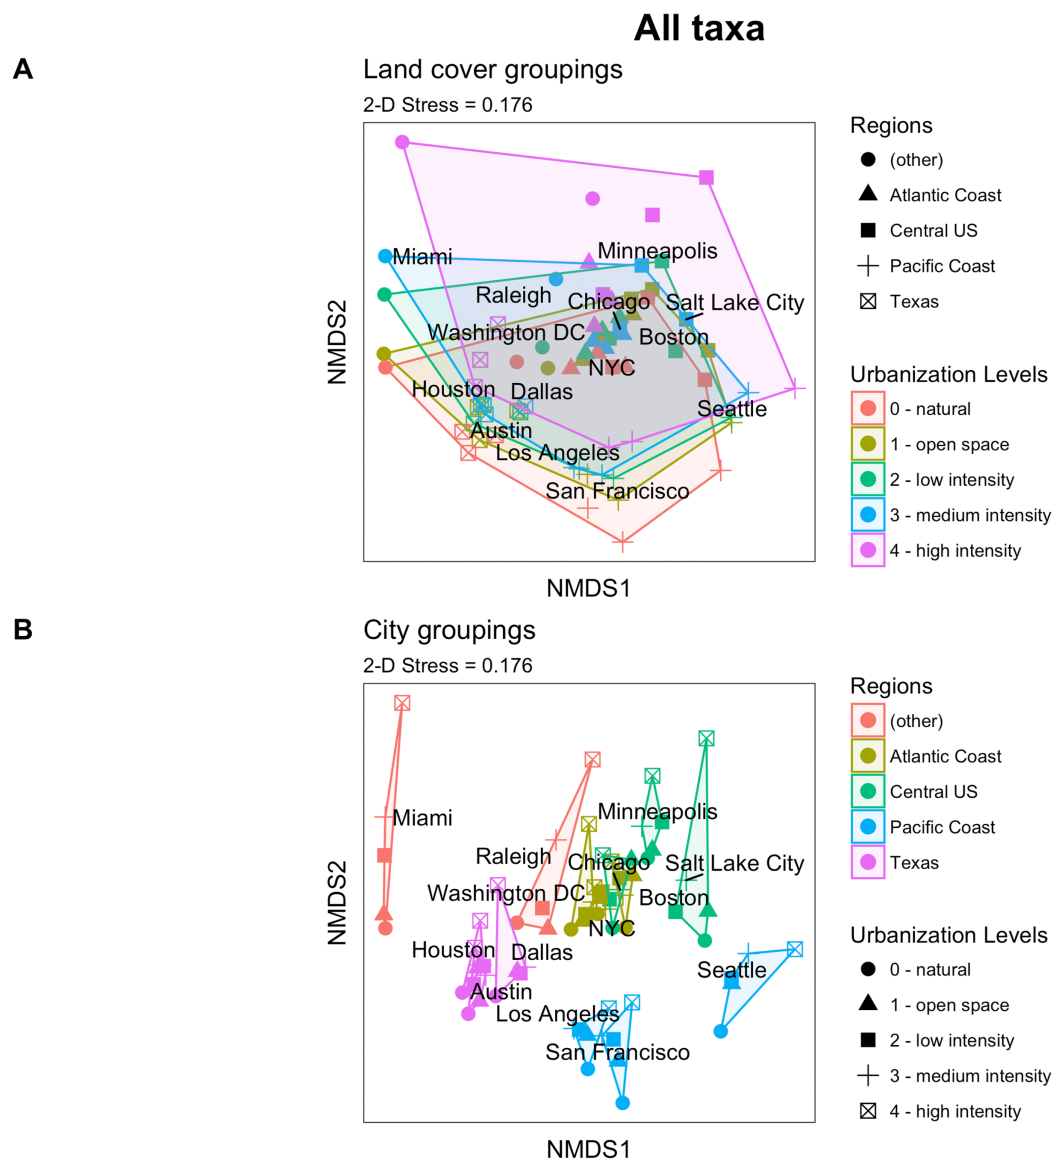 All taxa
A
Land cover groupings
2-D Stress = 0.176
Miami
Minneapolis
Raleigh
Chicago
Salt Lake City
Washington DC
Boston
NYC
Houston
Dallas
Seattle
Austin
Los Angeles
San Francisco
NMDS2
NMDS1
Regions
(other)
Atlantic Coast
Central US
Pacific Coast
Texas
Urbanization Levels
0 - natural
1 - open space
2 - low intensity
3 - medium intensity
4 - high intensity
B
City groupings
2-D Stress = 0.176
Miami
Minneapolis
Raleigh
Chicago
Salt Lake City
Washington DC
Boston
NYC
Houston
Dallas
Seattle
Austin
Los Angeles
San Francisco
NMDS2
NMDS1
Regions
(other)
Atlantic Coast
Central US
Pacific Coast
Texas
Urbanization Levels
0 - natural
1 - open space
2 - low intensity
3 - medium intensity
4 - high intensity